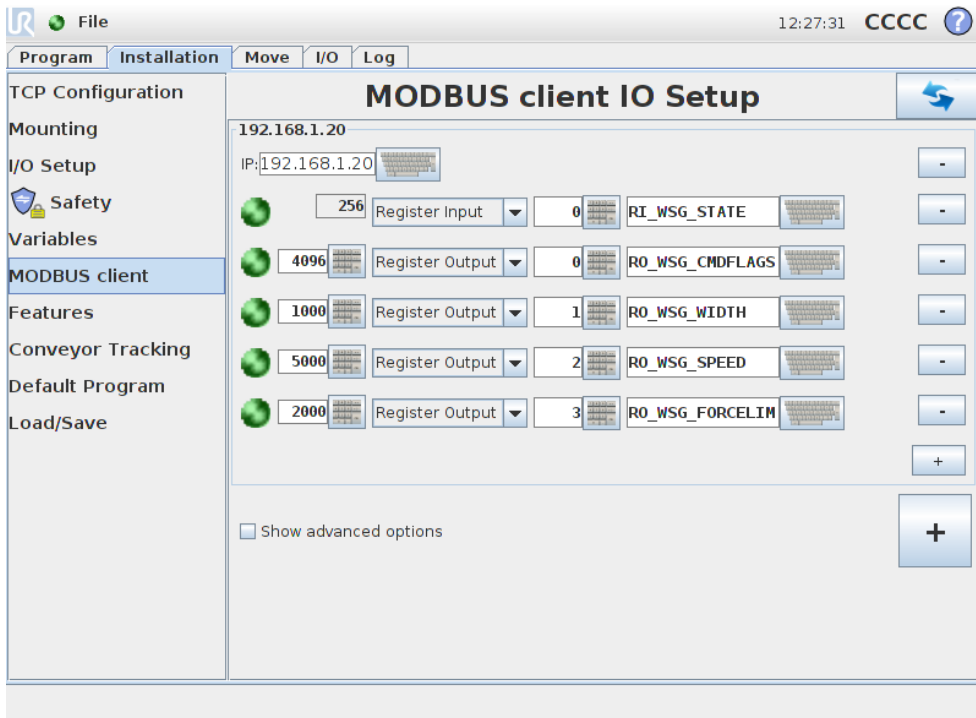 UR File 12:27:31 CCCC ?
Program Installation Move I/O Log
TCP Configuration
Mounting
I/O Setup
Safety
Variables
MODBUS client
Features
Conveyor Tracking
Default Program
Load/Save
MODBUS client IO Setup
192.168.1.20
IP: 192.168.1.20 -
256 Register Input 0 RI_WSG_STATE -
4096 Register Output 0 RO_WSG_CMDFLAGS -
1000 Register Output 1 RO_WSG_WIDTH -
5000 Register Output 2 RO_WSG_SPEED -
2000 Register Output 3 RO_WSG_FORCELIM -
+
Show advanced options +